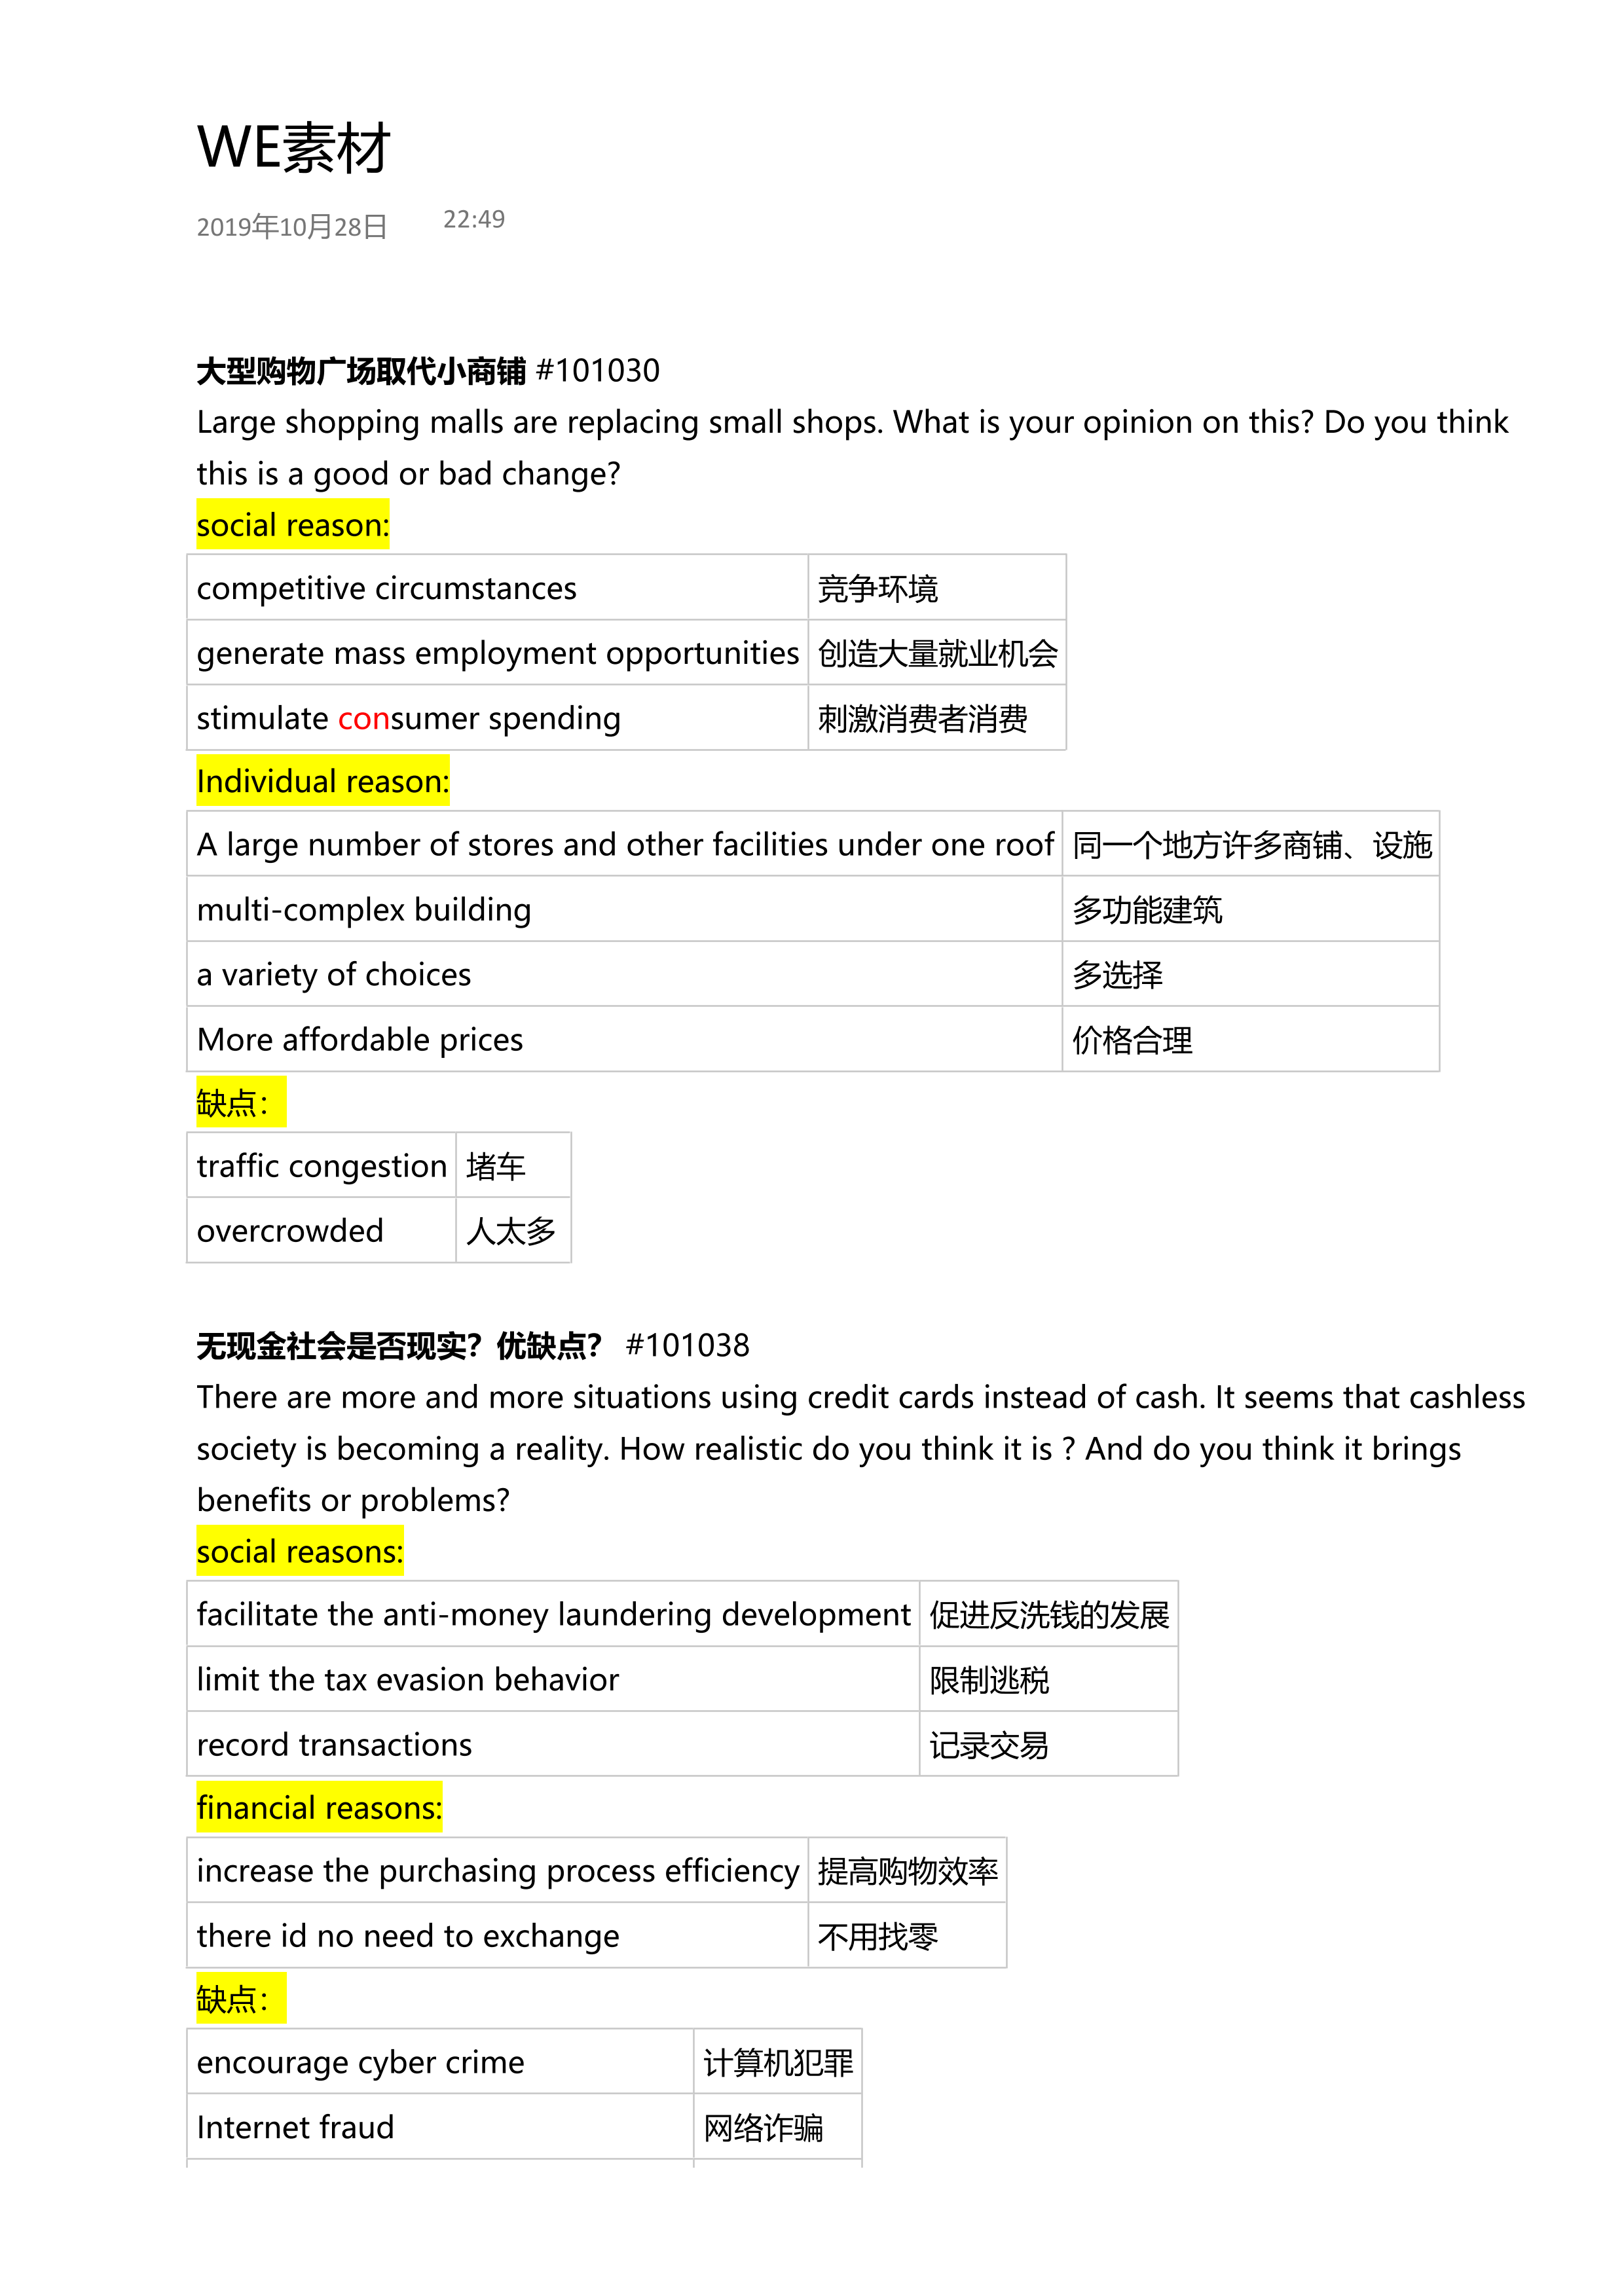 WE素材
2019年10月28日 22:49
大型购物广场取代小商铺 #101030
Large shopping malls are replacing small shops. What is your opinion on this? Do you think
this is a good or bad change?
social reason:
competitive circumstances 竞争环境
generate mass employment opportunities 创造大量就业机会
stimulate consumer spending 刺激消费者消费
Individual reason:
A large number of stores and other facilities under one roof 同一个地方许多商铺、设施
multi-complex building 多功能建筑
a variety of choices 多选择
More affordable prices 价格合理
缺点：
traffic congestion 堵车
overcrowded 人太多
无现金社会是否现实？优缺点？ #101038
There are more and more situations using credit cards instead of cash. It seems that cashless
society is becoming a reality. How realistic do you think it is ? And do you think it brings
benefits or problems?
social reasons:
facilitate the anti-money laundering development 促进反洗钱的发展
limit the tax evasion behavior 限制逃税
record transactions 记录交易
financial reasons:
increase the purchasing process efficiency 提高购物效率
there id no need to exchange 不用找零
缺点：
encourage cyber crime 计算机犯罪
Internet fraud 网络诈骗